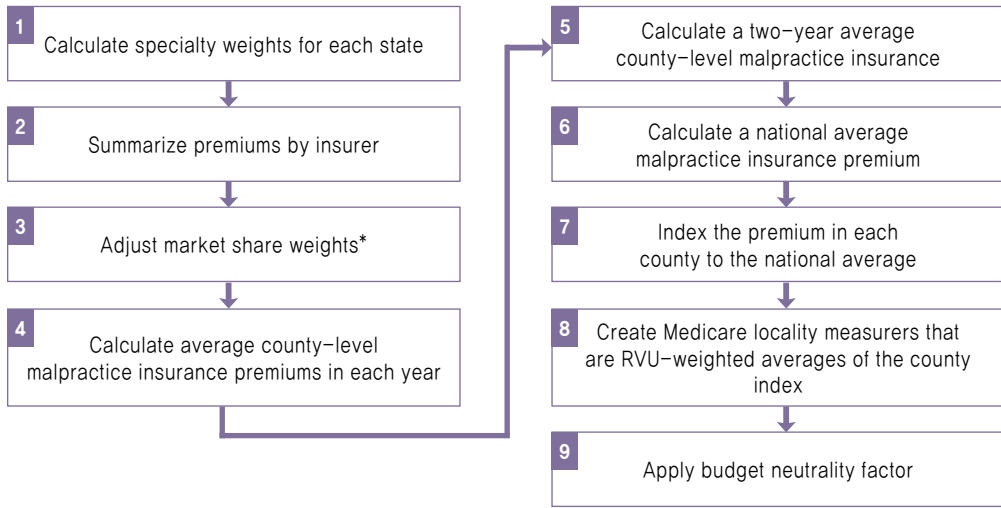 1
Calculate specialty weights for each state
2
Summarize premiums by insurer
3
Adjust market share weights*
4
Calculate average county-level
malpractice insurance premiums in each year
5
Calculate a two-year average
county-level malpractice insurance
6
Calculate a national average
malpractice insurance premium
7
Index the premium in each
county to the national average
8
Create Medicare locality measurers that
are RVU-weighted averages of the county
index
9
Apply budget neutrality factor